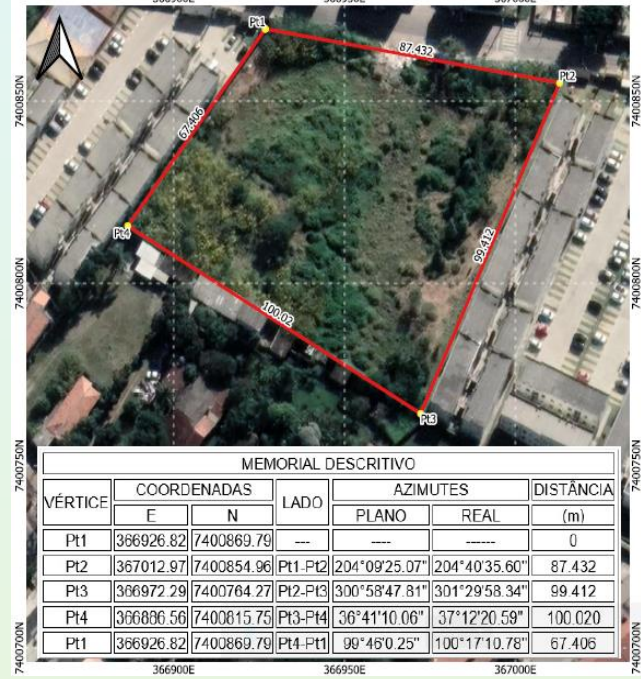 366900E 366950E 367000E
Pt1
87.432
Pt2
7400850N 7400850N
67.406
Pt4
99.412
7400800N 7400800N
100.02
Pt3
MEMORIAL DESCRITIVO
VÉRTICE COORDENADAS LADO AZIMUTES DISTÂNCIA
E N PLANO REAL (m)
Pt1 366926.82 7400869.79 --- ---- ------ 0
Pt2 367012.97 7400854.96 Pt1-Pt2 204°09'25.07" 204°40'35.60" 87.432
Pt3 366972.29 7400764.27 Pt2-Pt3 300°58'47.81" 301°29'58.34" 99.412
Pt4 366886.56 7400815.75 Pt3-Pt4 36°41'10.06" 37°12'20.59" 100.020
Pt1 366926.82 7400869.79 Pt4-Pt1 99°46'0.25" 100°17'10.78" 67.406
7400750N 7400750N
7400700N 7400700N
366900E 366950E 367000E